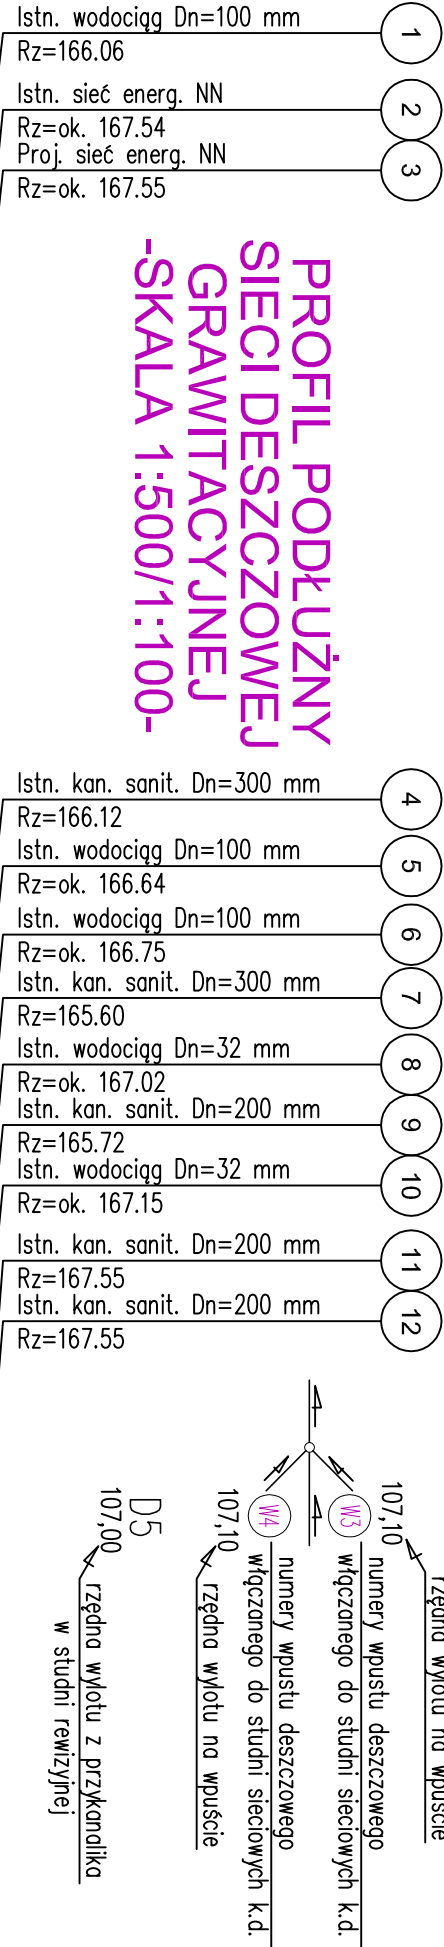 Istn. wodociąg Dn=100 mm
1
Rz=166.06
Istn. sieć energ. NN
2
Rz=ok. 167.54
Proj. sieć energ. NN
3
Rz=ok. 167.55
PROFIL PODŁUŻNY
SIECI DESZCZOWEJ
GRAWITACYJNEJ
-SKALA 1:500/1:100-
Istn. kan. sanit. Dn=300 mm
4
Rz=166.12
Istn. wodociąg Dn=100 mm
5
Rz=ok. 166.64
Istn. wodociąg Dn=100 mm
6
Rz=ok. 166.75
Istn. kan. sanit. Dn=300 mm
7
Rz=165.60
Istn. wodociąg Dn=32 mm
8
Rz=ok. 167.02
Istn. kan. sanit. Dn=200 mm
9
Rz=165.72
Istn. wodociąg Dn=32 mm
10
Rz=ok. 167.15
Istn. kan. sanit. Dn=200 mm
11
Rz=167.55
Istn. kan. sanit. Dn=200 mm
12
Rz=167.55
rzędna wylotu na wpuście
107,10
numery wpustu deszczowego
W3
włączanego do studni sieciowych k.d.
numery wpustu deszczowego
W4
włączanego do studni sieciowych k.d.
107,10
rzędna wylotu na wpuście
D5
107,00
rzędna wylotu z przykanalika
w studni rewizyjnej